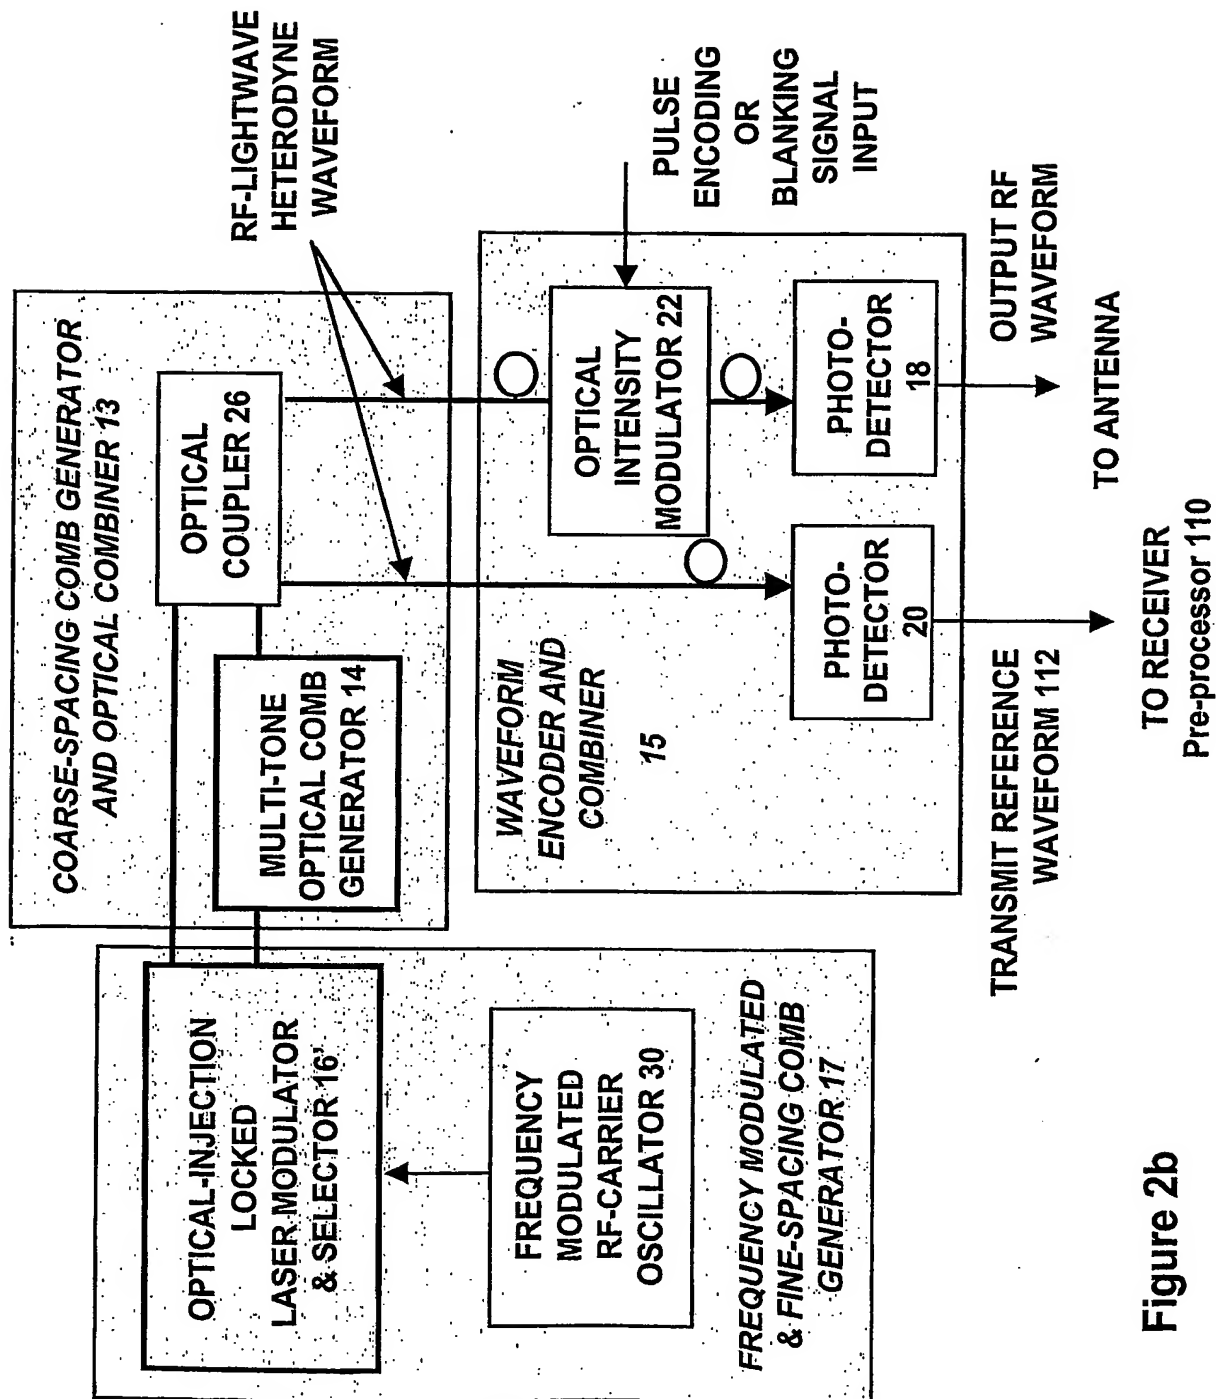 COARSE-SPACING COMB GENERATOR
AND OPTICAL COMBINER 13
OPTICAL
COUPLER 26
MULTI-TONE
OPTICAL COMB
GENERATOR 14
RF-LIGHTWAVE
HETERODYNE
WAVEFORM
OPTICAL-INJECTION
LOCKED
LASER MODULATOR
& SELECTOR 16'
FREQUENCY
MODULATED
RF-CARRIER
OSCILLATOR 30
FREQUENCY MODULATED
& FINE-SPACING COMB
GENERATOR 17
WAVEFORM
ENCODER AND
COMBINER
15
OPTICAL
INTENSITY
MODULATOR 22
PULSE
ENCODING
OR
BLANKING
SIGNAL
INPUT
PHOTO-
DETECTOR
18
PHOTO-
DETECTOR
20
OUTPUT RF
WAVEFORM
TO ANTENNA
TRANSMIT REFERENCE
WAVEFORM 112
TO RECEIVER
Pre-processor 110
Figure 2b